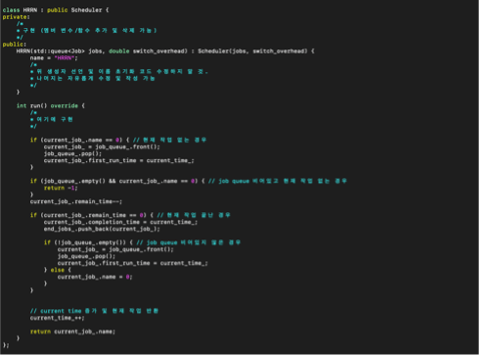 class HRRN : public Scheduler {
private:
    /*
    * 구현 (멤버 변수/함수 추가 및 삭제 가능)
    */
public:
    HRRN(std::queue<Job> jobs, double switch_overhead) : Scheduler(jobs, switch_overhead) {
        name = "HRRN";
        /*
        * 위 생성자 선언 및 이름 초기화 코드 수정하지 말 것.
        * 나머지는 자유롭게 수정 및 작성 가능
        */
    }

    int run() override {
        /*
        * 여기에 구현
        */

        if (current_job_.name == 0) { // 현재 작업 없는 경우
            current_job_ = job_queue_.front();
            job_queue_.pop();
            current_job_.first_run_time = current_time_;
        }

        if (job_queue_.empty() && current_job_.name == 0) { // job queue 비어있고 현재 작업 없는 경우
            return -1;
        }
        current_job_.remain_time--;

        if (current_job_.remain_time == 0) { // 현재 작업 끝난 경우
            current_job_.completion_time = current_time_;
            end_jobs_.push_back(current_job_);

            if (!job_queue_.empty()) { // job queue 비어있지 않은 경우
                current_job_ = job_queue_.front();
                job_queue_.pop();
                current_job_.first_run_time = current_time_;
            } else {
                current_job_.name = 0;
            }
        }

        // current time 증가 및 현재 작업 반환
        current_time_++;

        return current_job_.name;
    }
};